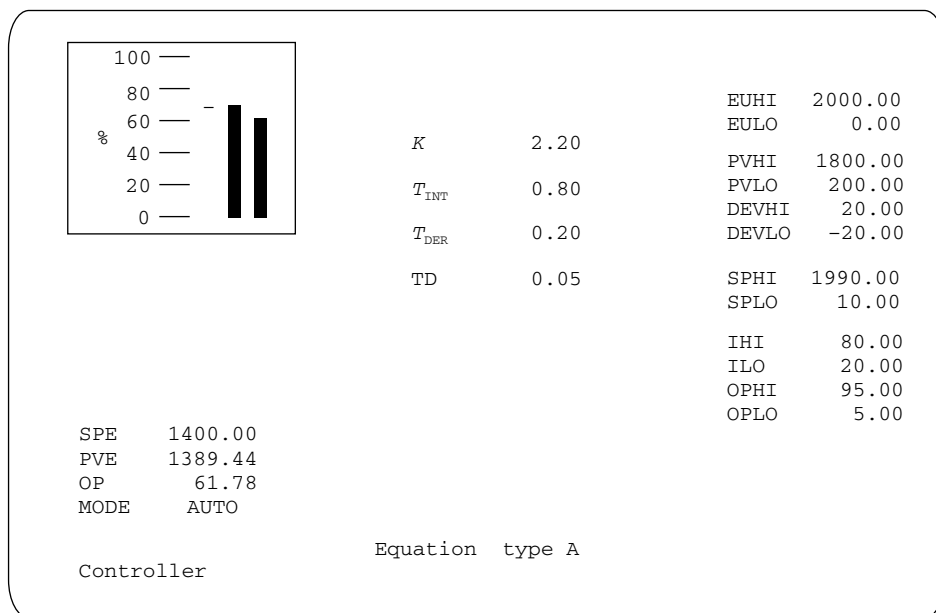 100
80
60
%
40
20
0
K 2.20
T_INT 0.80
T_DER 0.20
TD 0.05
EUHI 2000.00
EULO 0.00
PVHI 1800.00
PVLO 200.00
DEVHI 20.00
DEVLO –20.00
SPHI 1990.00
SPLO 10.00
IHI 80.00
ILO 20.00
OPHI 95.00
OPLO 5.00
SPE 1400.00
PVE 1389.44
OP 61.78
MODE AUTO
Equation type A
Controller